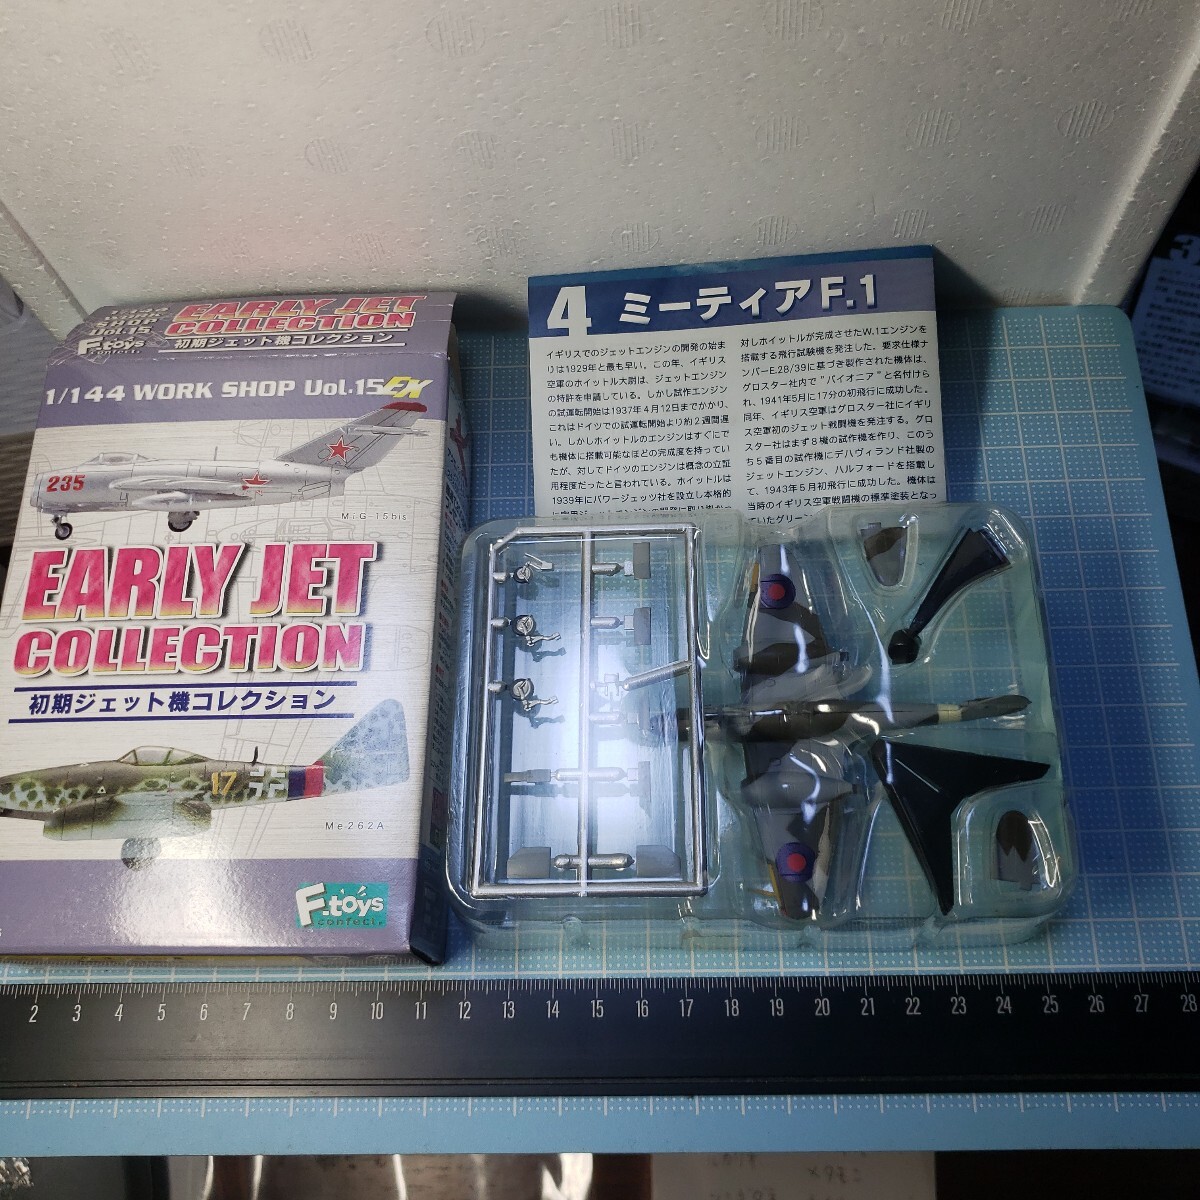 EARLY JET
COLLECTION
初期ジェット機コレクション
F-toys
confect
1/144 WORK SHOP Vol.15 EX
235
MiG-15bis
EARLY JET
COLLECTION
初期ジェット機コレクション
17
Me262A
F-toys
confect
4 ミーティアF.1
イギリスでのジェットエンジンの開発の始ま
りは1929年と最も早い。この年、イギリス
空軍のホイットル大尉は、ジェットエンジン
の特許を申請している。しかし試作エンジン
の試運転開始は1937年4月12日までかかり、
これはドイツでの試運転開始より約2週間遅
い。しかしホイットルのエンジンはすぐにで
も機体に搭載可能なほどの完成度を持ってい
たが、対してドイツのエンジンは概念の立証
用程度だったと言われている。ホイットルは
1939年にパワージェッツ社を設立し本格的
対しホイットルが完成させたW.1エンジンを
搭載する飛行試験機を発注した。要求仕様ナ
ンバーE.28/39に基づき製作された機体は、
グロスター社内で"パイオニア"と名付けら
れ、1941年5月に17分の初飛行に成功した。
同年、イギリス空軍はグロスター社にイギリ
ス空軍初のジェット戦闘機を発注する。グロ
スター社はまず8機の試作機を作り、このう
ち5番目の試作機にデハヴィランド社製の
ジェットエンジン、ハルフォードを搭載し
て、1943年5月初飛行に成功した。機体は
当時のイギリス空軍戦闘機の標準塗装となっ
ていたグリーン
2 3 4 5 6 7 8 9 10 11 12 13 14 15 16 17 18 19 20 21 22 23 24 25 26 27 28